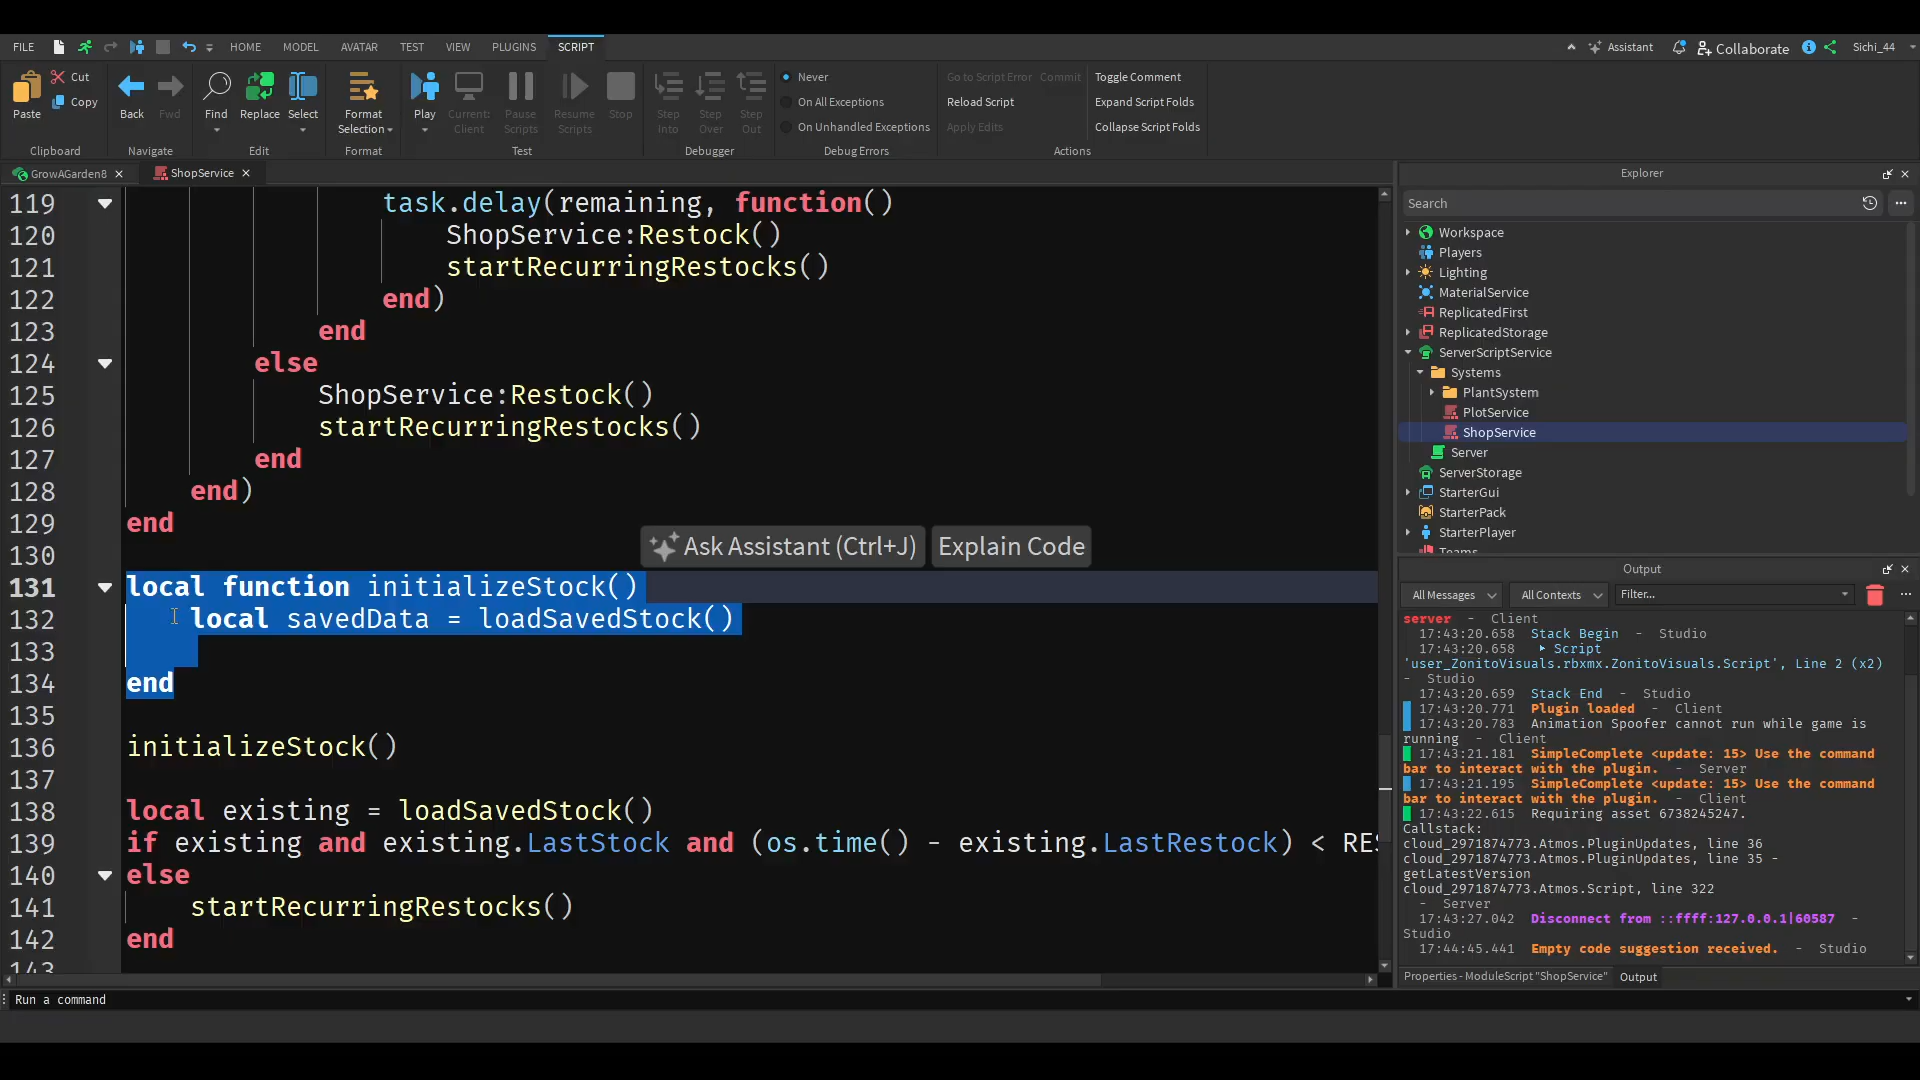 FILE HOME MODEL AVATAR TEST VIEW PLUGINS SCRIPT Assistant Collaborate Sichi_44
Paste Cut Copy Clipboard
Back Fwd Navigate
Find Replace Select Edit
Format Selection Format
Play Current: Client Pause Scripts Resume Scripts Stop Test
Step Into Step Over Step Out Debugger
Never
On All Exceptions
On Unhandled Exceptions
Debug Errors
Go to Script Error Commit Toggle Comment
Reload Script Expand Script Folds
Apply Edits Collapse Script Folds
Actions
GrowAGarden8 ShopService
119 task.delay(remaining, function()
120 ShopService:Restock()
121 startRecurringRestocks()
122 end)
123 end
124 else
125 ShopService:Restock()
126 startRecurringRestocks()
127 end
128 end)
129 end
130
Ask Assistant (Ctrl+J) Explain Code
131 local function initializeStock()
132 local savedData = loadSavedStock()
133
134 end
135
136 initializeStock()
137
138 local existing = loadSavedStock()
139 if existing and existing.LastStock and (os.time() - existing.LastRestock) < RES
140 else
141 startRecurringRestocks()
142 end
143
Explorer
Search
Workspace
Players
Lighting
MaterialService
ReplicatedFirst
ReplicatedStorage
ServerScriptService
Systems
PlantSystem
PlotService
ShopService
Server
ServerStorage
StarterGui
StarterPack
StarterPlayer
Teams
Output
All Messages All Contexts Filter...
server - Client
17:43:20.658 Stack Begin - Studio
17:43:20.658 Script
'user_ZonitoVisuals.rbxmx.ZonitoVisuals.Script', Line 2 (x2)
- Studio
17:43:20.659 Stack End - Studio
17:43:20.771 Plugin loaded - Client
17:43:20.783 Animation Spoofer cannot run while game is
running - Client
17:43:21.181 SimpleComplete <update: 15> Use the command
bar to interact with the plugin. - Server
17:43:21.195 SimpleComplete <update: 15> Use the command
bar to interact with the plugin. - Client
17:43:22.615 Requiring asset 6738245247.
Callstack:
cloud_2971874773.Atmos.PluginUpdates, line 36
cloud_2971874773.Atmos.PluginUpdates, line 35 -
getLatestVersion
cloud_2971874773.Atmos.Script, line 322
- Server
17:43:27.042 Disconnect from ::ffff:127.0.0.1|60587 -
Studio
17:44:45.441 Empty code suggestion received. - Studio
Properties - ModuleScript "ShopService" Output
Run a command